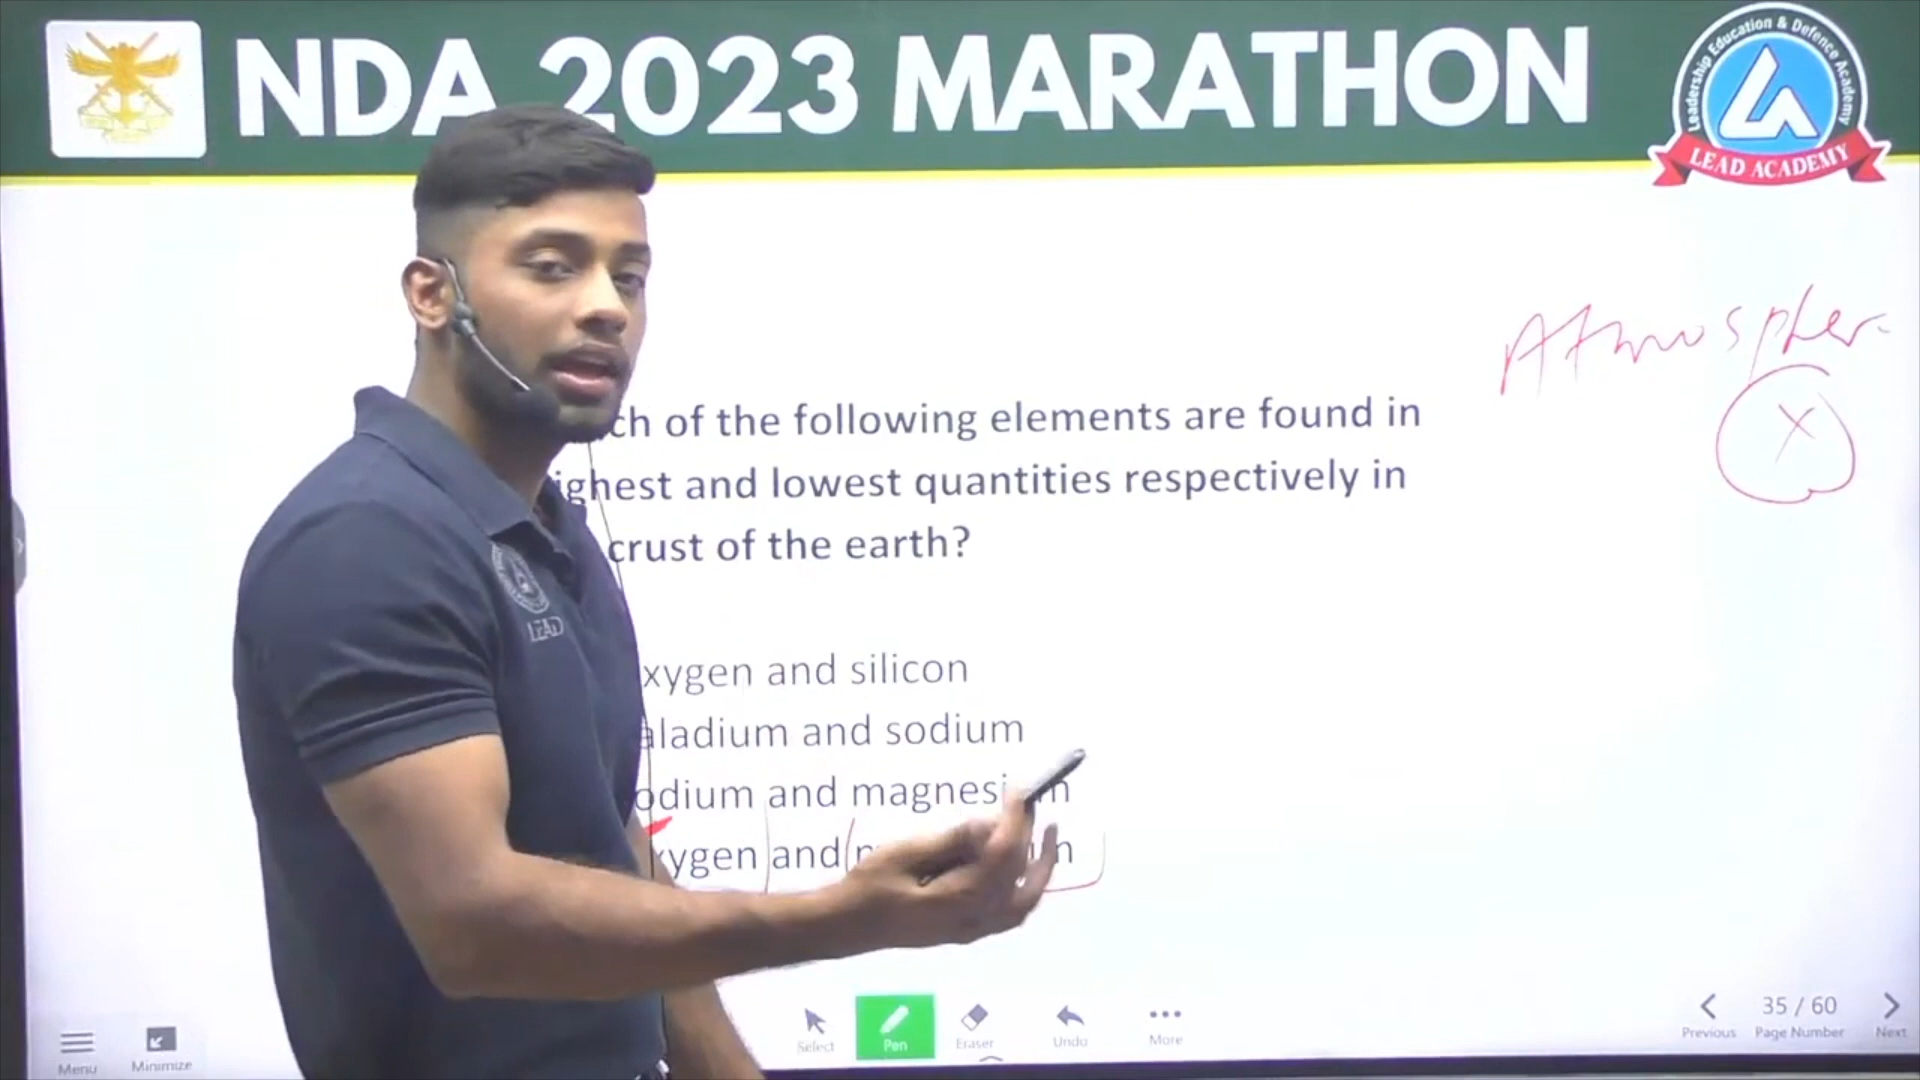 NDA 2023 MARATHON
Leadership Education & Defence Academy
LEAD ACADEMY
Atmospher
ch of the following elements are found in
ighest and lowest quantities respectively in
crust of the earth?
X
LEAD
xygen and silicon
aladium and sodium
odium and magnesi m
xygen and
Menu
Minimize
Select
Pen
Eraser
Undo
More
Previous
35 / 60
Page Number
Next